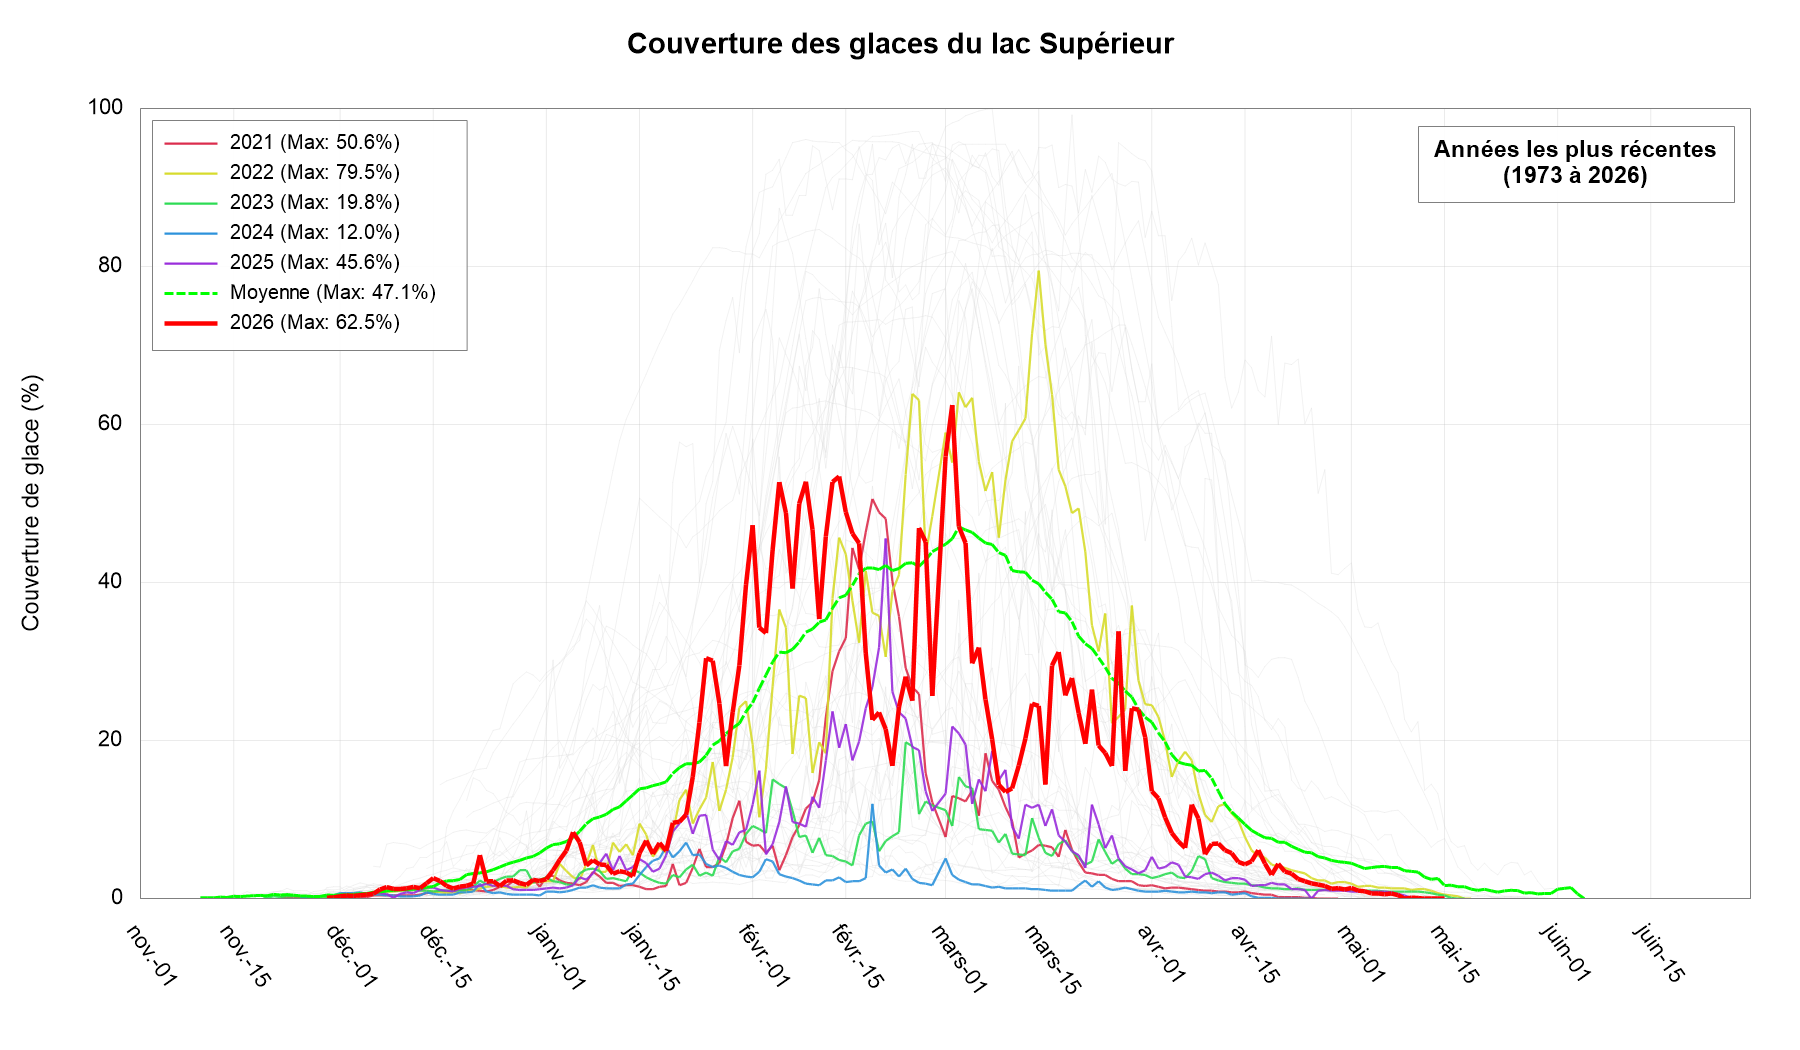 Couverture des glaces du lac Supérieur
Couverture de glace (%)
100
80
60
40
20
0
2021 (Max: 50.6%)
2022 (Max: 79.5%)
2023 (Max: 19.8%)
2024 (Max: 12.0%)
2025 (Max: 45.6%)
Moyenne (Max: 47.1%)
2026 (Max: 62.5%)
Années les plus récentes
(1973 à 2026)
nov.-01
nov.-15
déc.-01
déc.-15
janv.-01
janv.-15
févr.-01
févr.-15
mars-01
mars-15
avr.-01
avr.-15
mai-01
mai-15
juin-01
juin-15